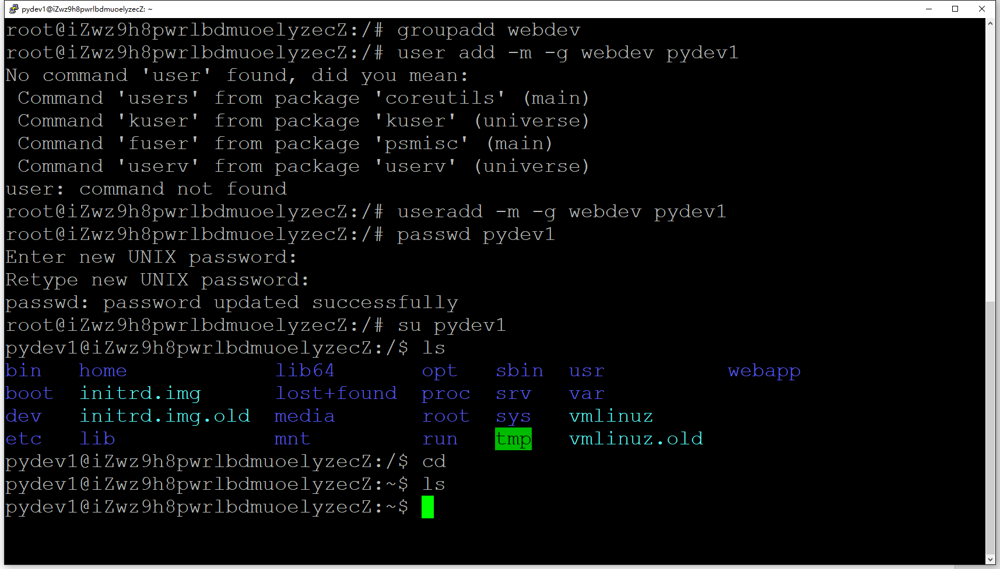 pydev1@iZwz9h8pwrlbdmuoelyzecZ: ~
root@iZwz9h8pwrlbdmuoelyzecZ:/# groupadd webdev
root@iZwz9h8pwrlbdmuoelyzecZ:/# user add -m -g webdev pydev1
No command 'user' found, did you mean:
 Command 'users' from package 'coreutils' (main)
 Command 'kuser' from package 'kuser' (universe)
 Command 'fuser' from package 'psmisc' (main)
 Command 'userv' from package 'userv' (universe)
user: command not found
root@iZwz9h8pwrlbdmuoelyzecZ:/# useradd -m -g webdev pydev1
root@iZwz9h8pwrlbdmuoelyzecZ:/# passwd pydev1
Enter new UNIX password:
Retype new UNIX password:
passwd: password updated successfully
root@iZwz9h8pwrlbdmuoelyzecZ:/# su pydev1
pydev1@iZwz9h8pwrlbdmuoelyzecZ:/$ ls
bin   home            lib64       opt   sbin  usr          webapp
boot  initrd.img      lost+found  proc  srv   var
dev   initrd.img.old  media       root  sys   vmlinuz
etc   lib             mnt         run   tmp   vmlinuz.old
pydev1@iZwz9h8pwrlbdmuoelyzecZ:/$ cd
pydev1@iZwz9h8pwrlbdmuoelyzecZ:~$ ls
pydev1@iZwz9h8pwrlbdmuoelyzecZ:~$